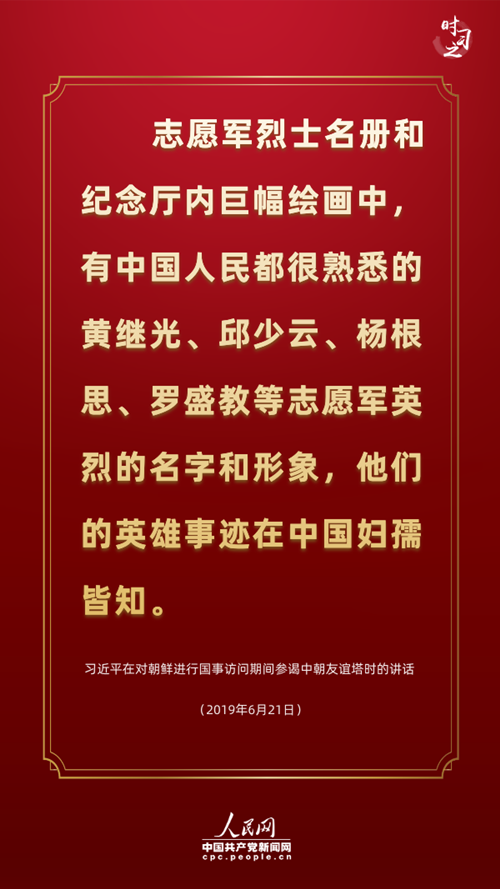 时习之
志愿军烈士名册和
纪念厅内巨幅绘画中，
有中国人民都很熟悉的
黄继光、邱少云、杨根
思、罗盛教等志愿军英
烈的名字和形象，他们
的英雄事迹在中国妇孺
皆知。
习近平在对朝鲜进行国事访问期间参谒中朝友谊塔时的讲话
（2019年6月21日）
人民网
中国共产党新闻网
cpc.people.cn